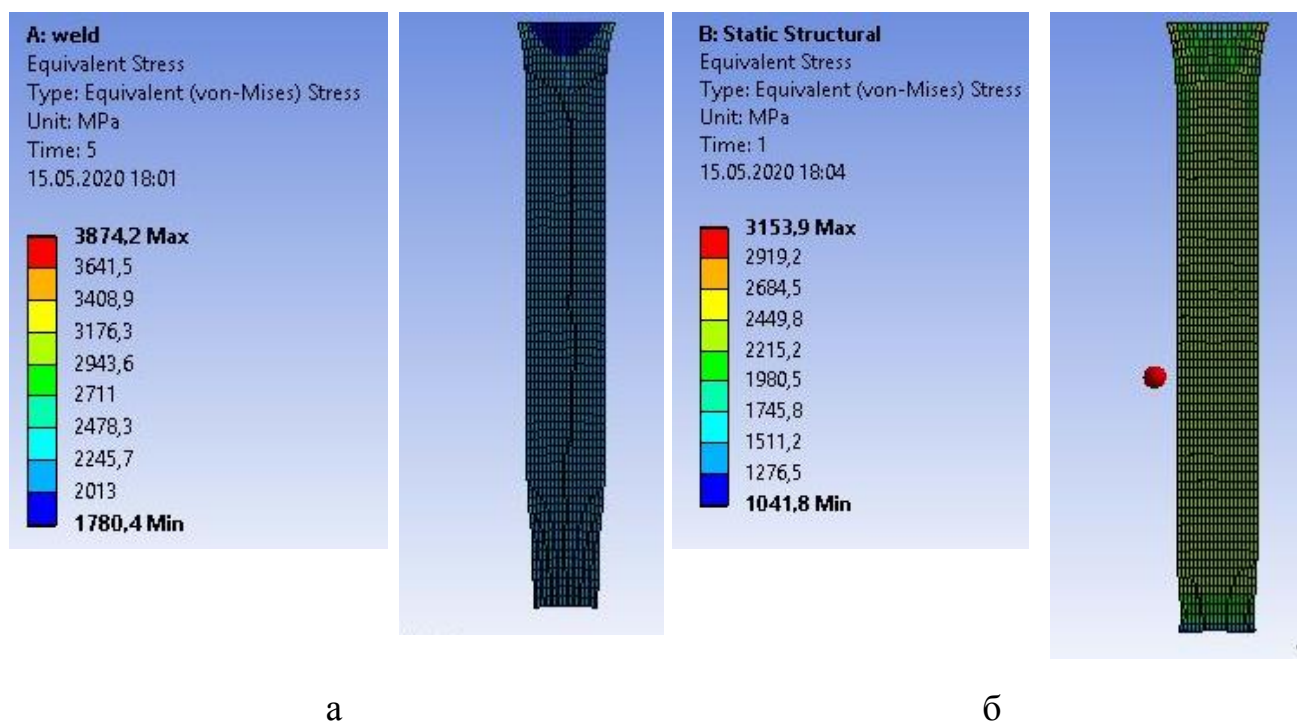 A: weld
Equivalent Stress
Type: Equivalent (von-Mises) Stress
Unit: MPa
Time: 5
15.05.2020 18:01
3874,2 Max
3641,5
3408,9
3176,3
2943,6
2711
2478,3
2245,7
2013
1780,4 Min
B: Static Structural
Equivalent Stress
Type: Equivalent (von-Mises) Stress
Unit: MPa
Time: 1
15.05.2020 18:04
3153,9 Max
2919,2
2684,5
2449,8
2215,2
1980,5
1745,8
1511,2
1276,5
1041,8 Min
а
б